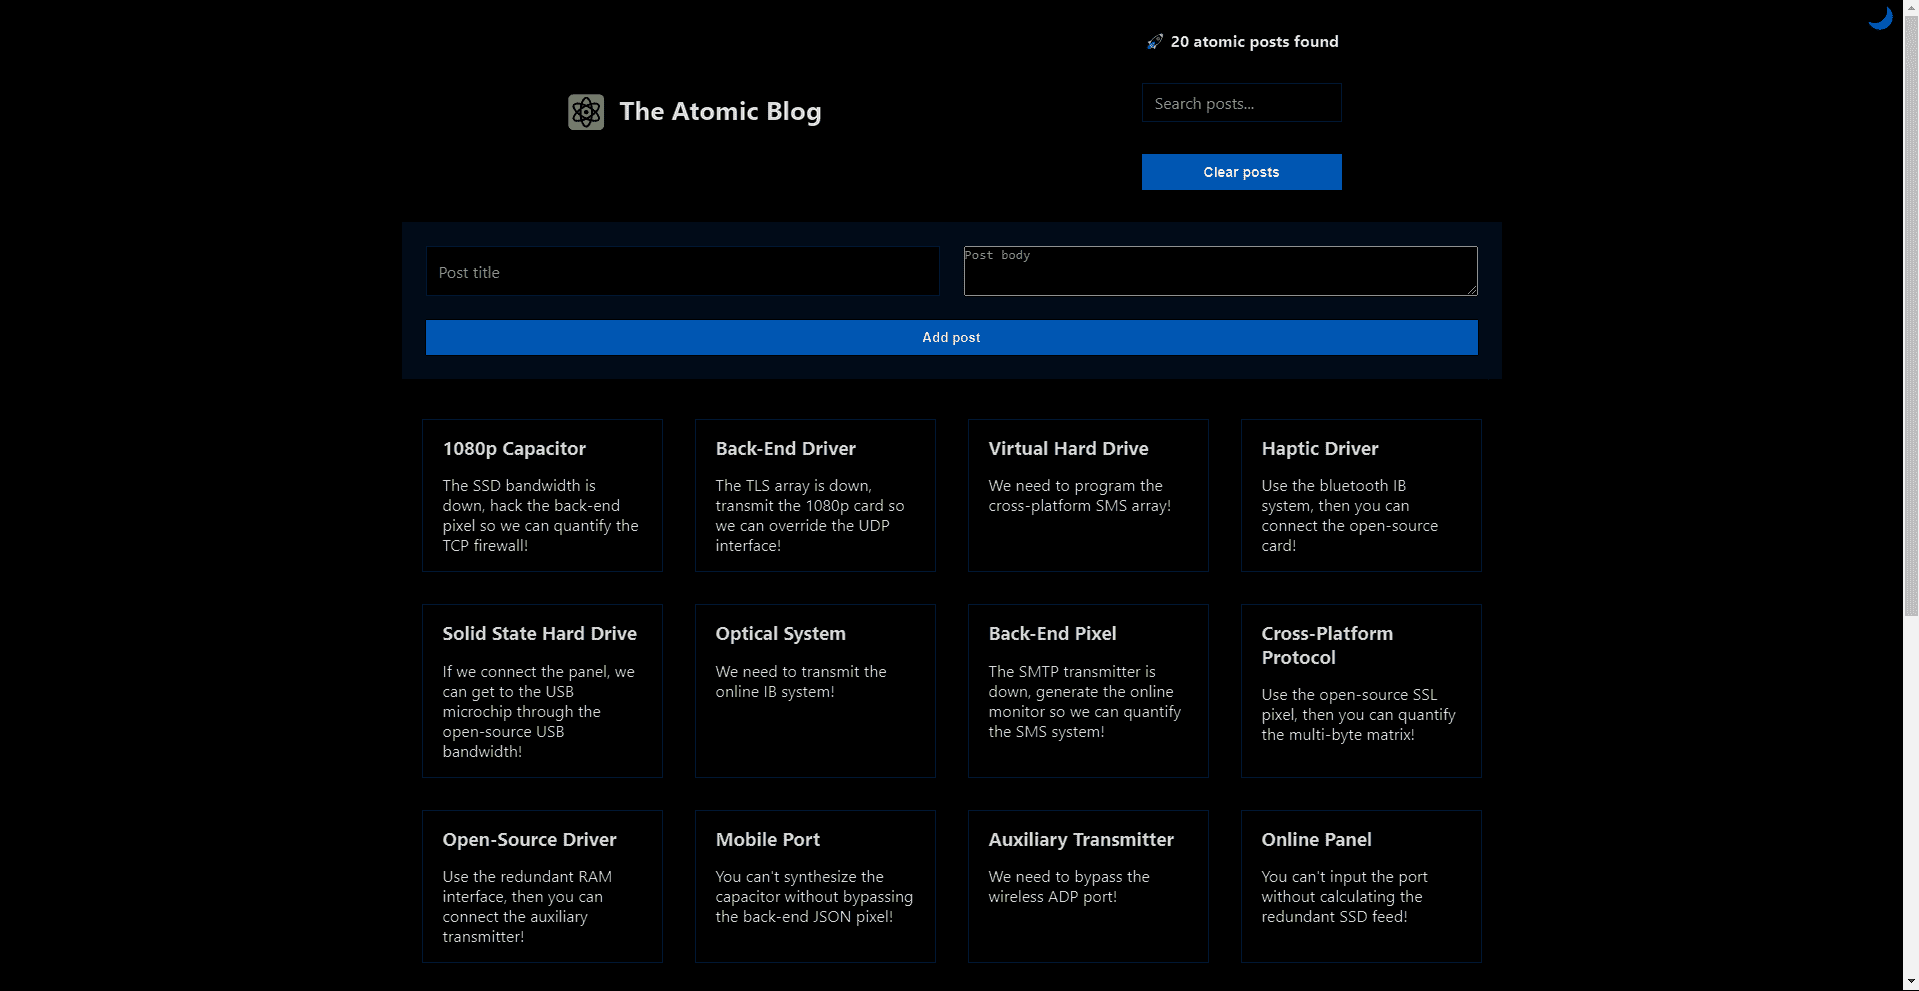 20 atomic posts found
The Atomic Blog
Search posts...
Clear posts
Post title
Post body
Add post
1080p Capacitor
The SSD bandwidth is
down, hack the back-end
pixel so we can quantify the
TCP firewall!
Back-End Driver
The TLS array is down,
transmit the 1080p card so
we can override the UDP
interface!
Virtual Hard Drive
We need to program the
cross-platform SMS array!
Haptic Driver
Use the bluetooth IB
system, then you can
connect the open-source
card!
Solid State Hard Drive
If we connect the panel, we
can get to the USB
microchip through the
open-source USB
bandwidth!
Optical System
We need to transmit the
online IB system!
Back-End Pixel
The SMTP transmitter is
down, generate the online
monitor so we can quantify
the SMS system!
Cross-Platform
Protocol
Use the open-source SSL
pixel, then you can quantify
the multi-byte matrix!
Open-Source Driver
Use the redundant RAM
interface, then you can
connect the auxiliary
transmitter!
Mobile Port
You can't synthesize the
capacitor without bypassing
the back-end JSON pixel!
Auxiliary Transmitter
We need to bypass the
wireless ADP port!
Online Panel
You can't input the port
without calculating the
redundant SSD feed!